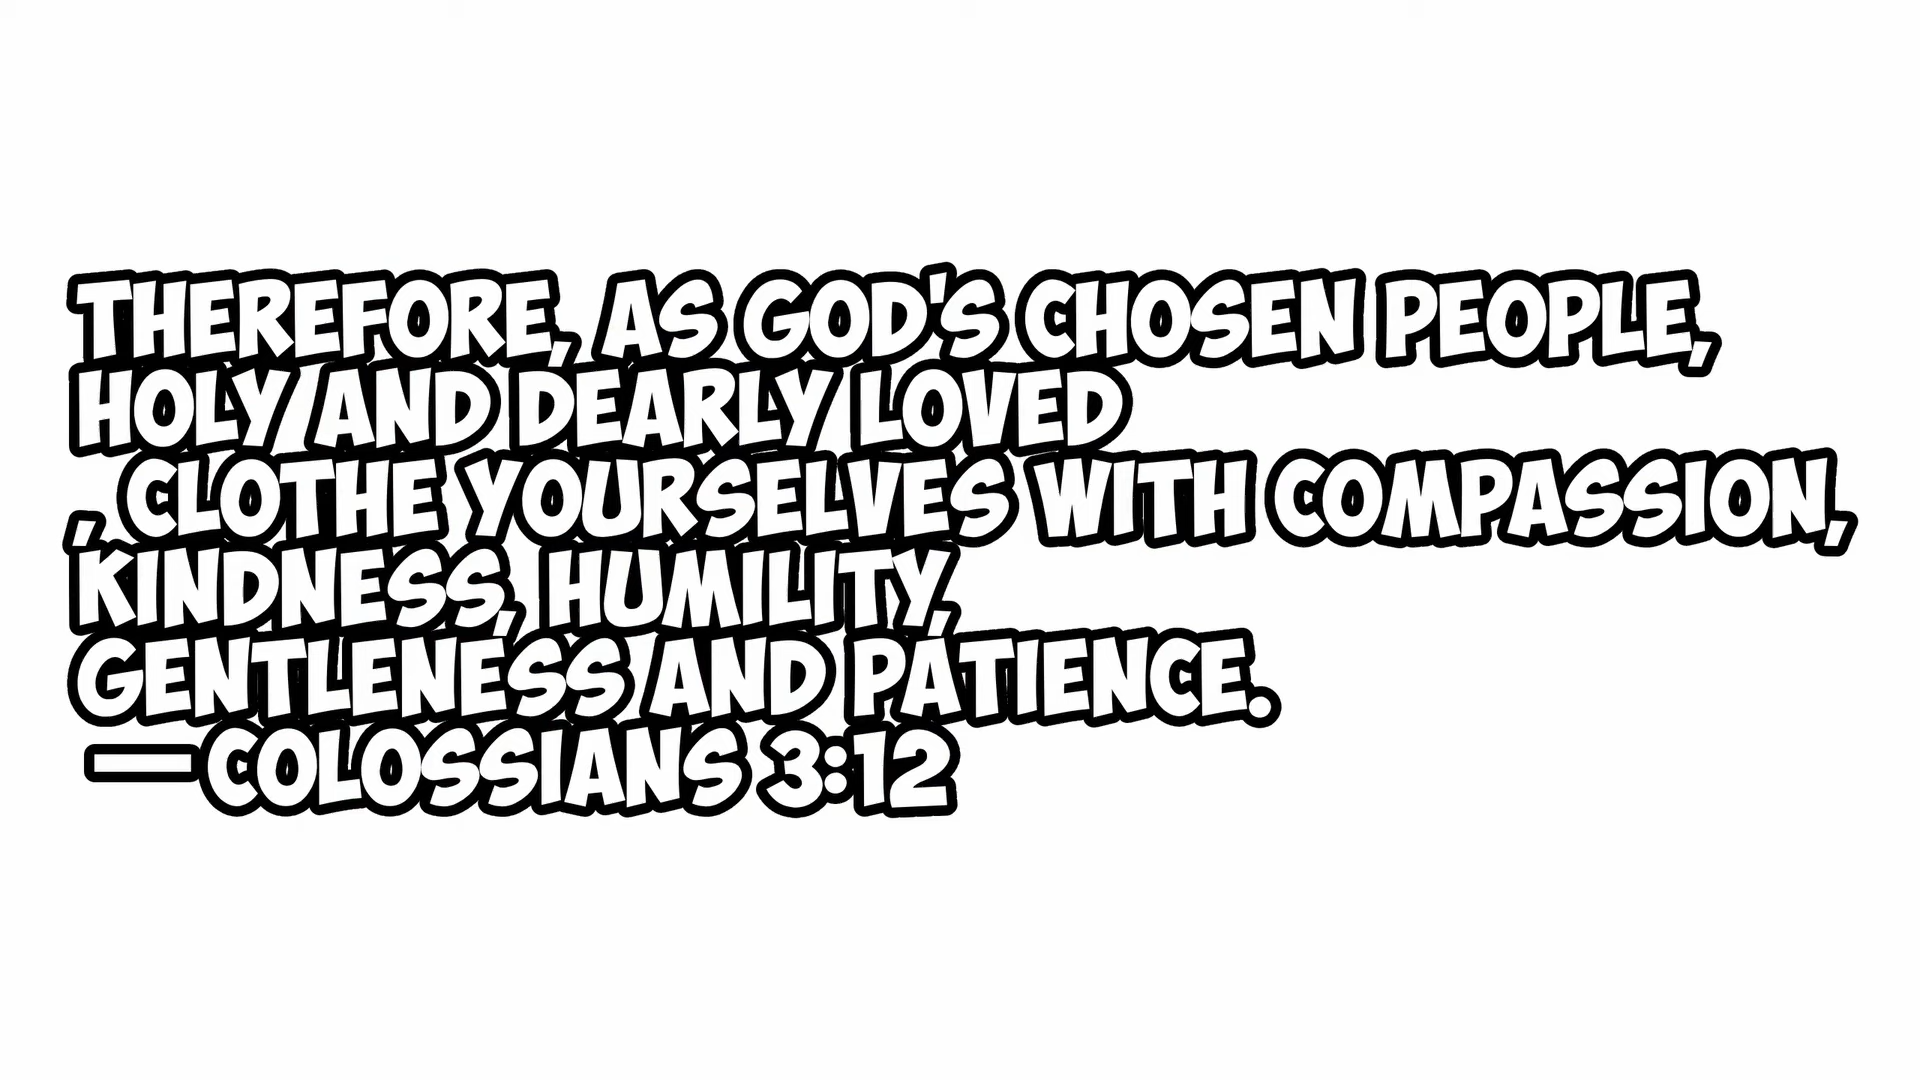 THEREFORE, AS GOD'S CHOSEN PEOPLE,
HOLY AND DEARLY LOVED
, CLOTHE YOURSELVES WITH COMPASSION,
KINDNESS, HUMILITY,
GENTLENESS AND PATIENCE.
— COLOSSIANS 3:12